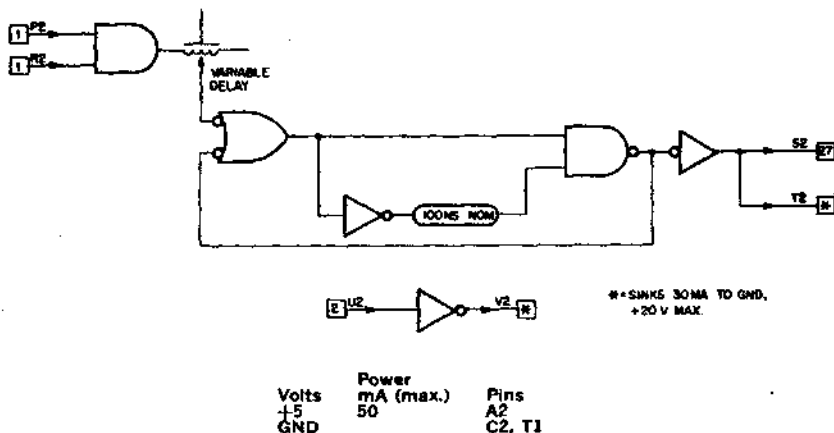 1 P2
1 R2
VARIABLE
DELAY
100NS NOM
S2 27
T2 *
2 U2 V2 *
*=SINKS 30MA TO GND,
+20 V MAX.
Power
Volts mA (max.) Pins
+5 50 A2
GND C2, T1